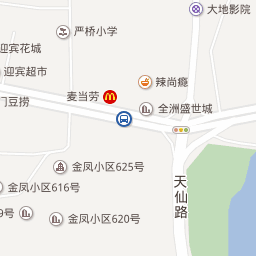 大地影院
严桥小学
迎宾花城
迎宾超市
辣尚瘾
麦当劳
门豆捞
全洲盛世城
金凤小区625号
金凤小区616号
天仙路
9号
金凤小区620号